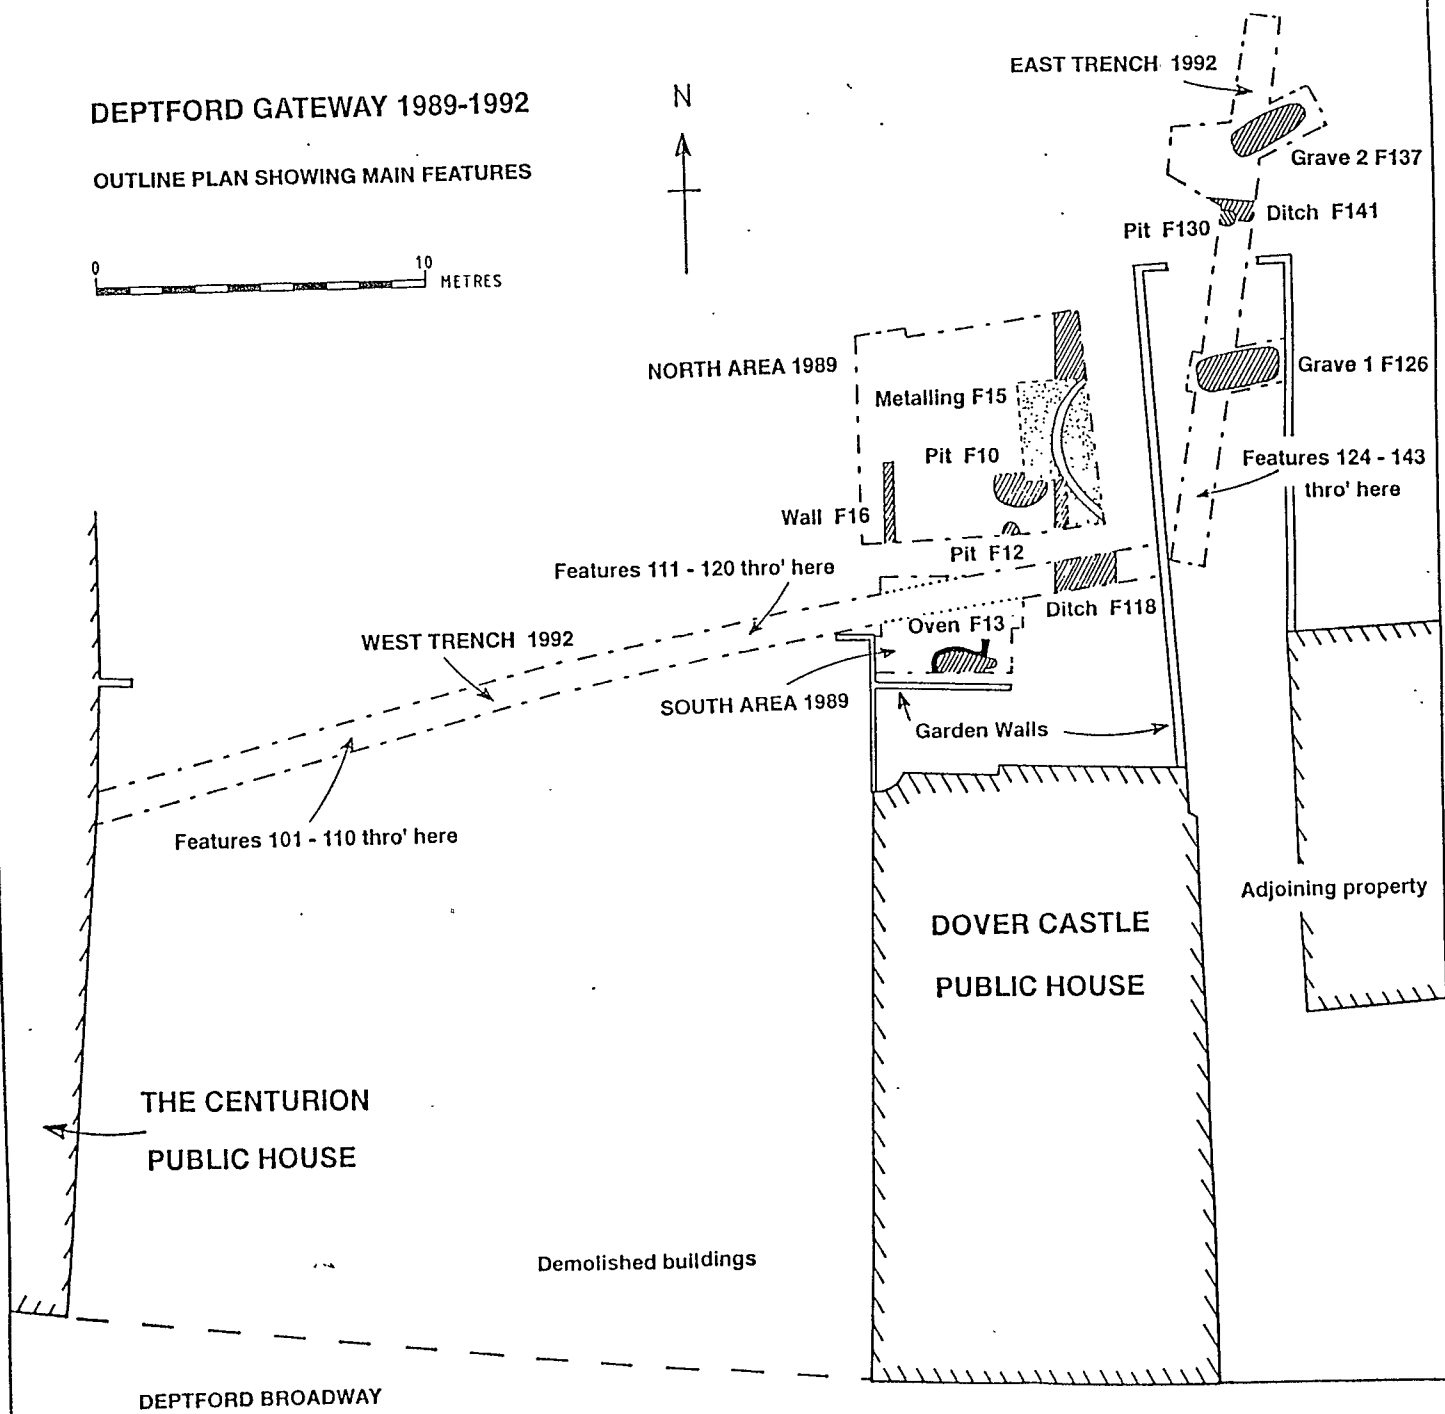 DEPTFORD GATEWAY 1989-1992
OUTLINE PLAN SHOWING MAIN FEATURES
0
10
METRES
N
EAST TRENCH 1992
Grave 2 F137
Ditch F141
Pit F130
NORTH AREA 1989
Metalling F15
Grave 1 F126
Pit F10
Features 124 - 143
thro' here
Wall F16
Pit F12
Features 111 - 120 thro' here
Ditch F118
Oven F13
WEST TRENCH 1992
SOUTH AREA 1989
Garden Walls
Features 101 - 110 thro' here
Adjoining property
DOVER CASTLE
PUBLIC HOUSE
THE CENTURION
PUBLIC HOUSE
Demolished buildings
DEPTFORD BROADWAY